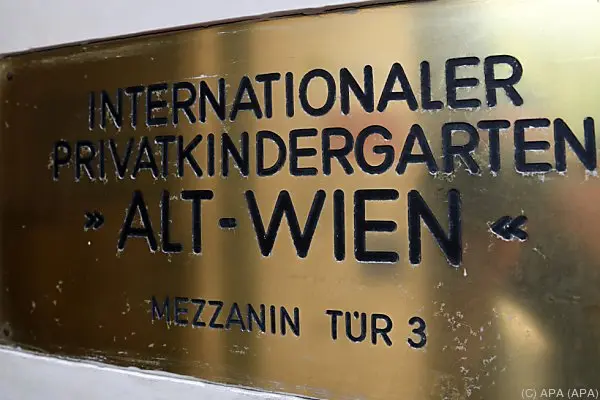 INTERNATIONALER
PRIVATKINDERGARTEN
» ALT-WIEN «
MEZZANIN TÜR 3
(C) APA (APA)